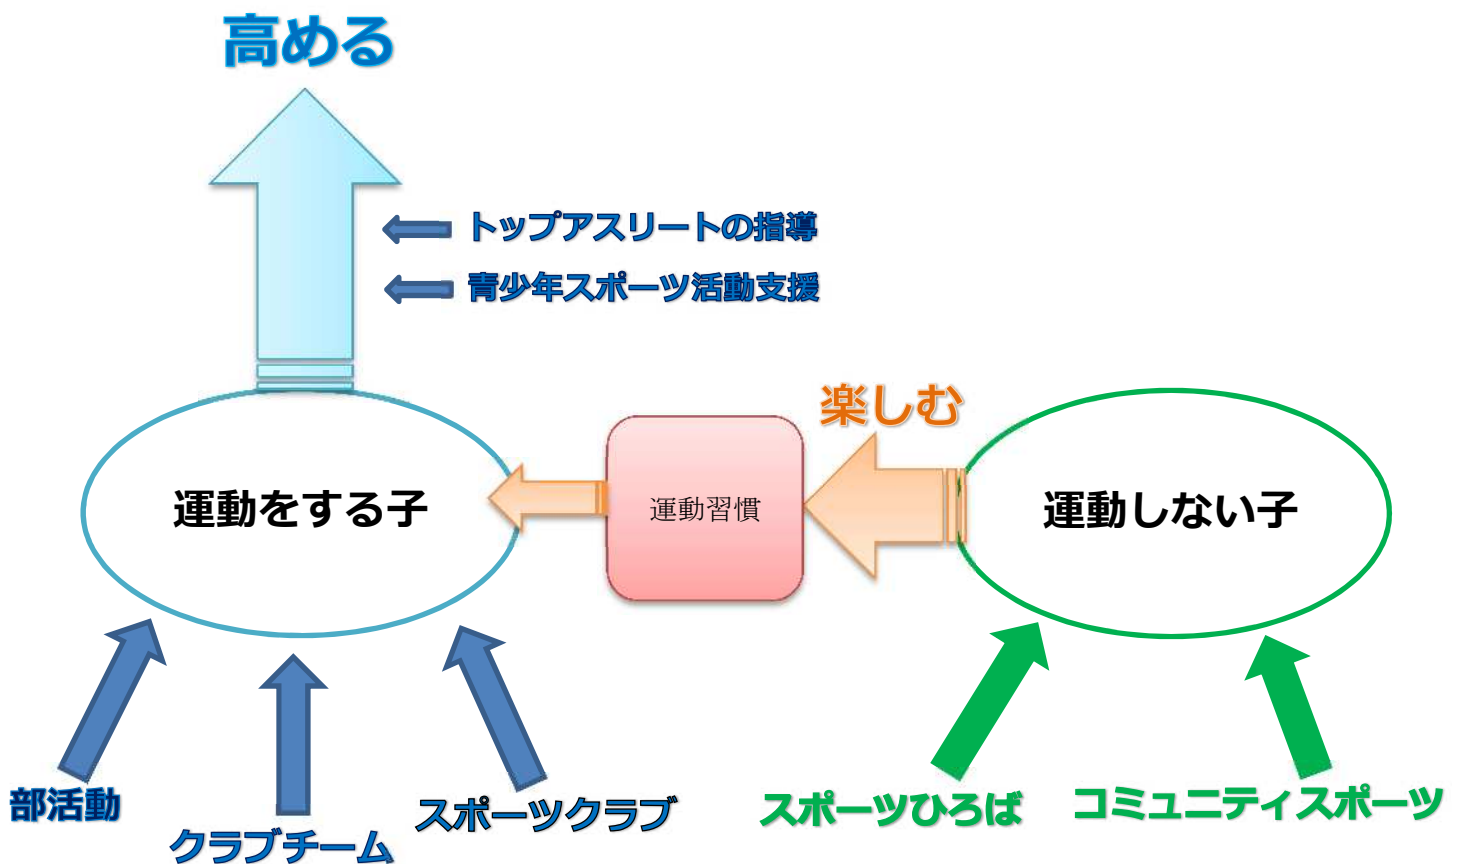 高める
トップアスリートの指導
青少年スポーツ活動支援
楽しむ
運動をする子
運動習慣
運動しない子
部活動
クラブチーム
スポーツクラブ
スポーツひろば
コミュニティスポーツ